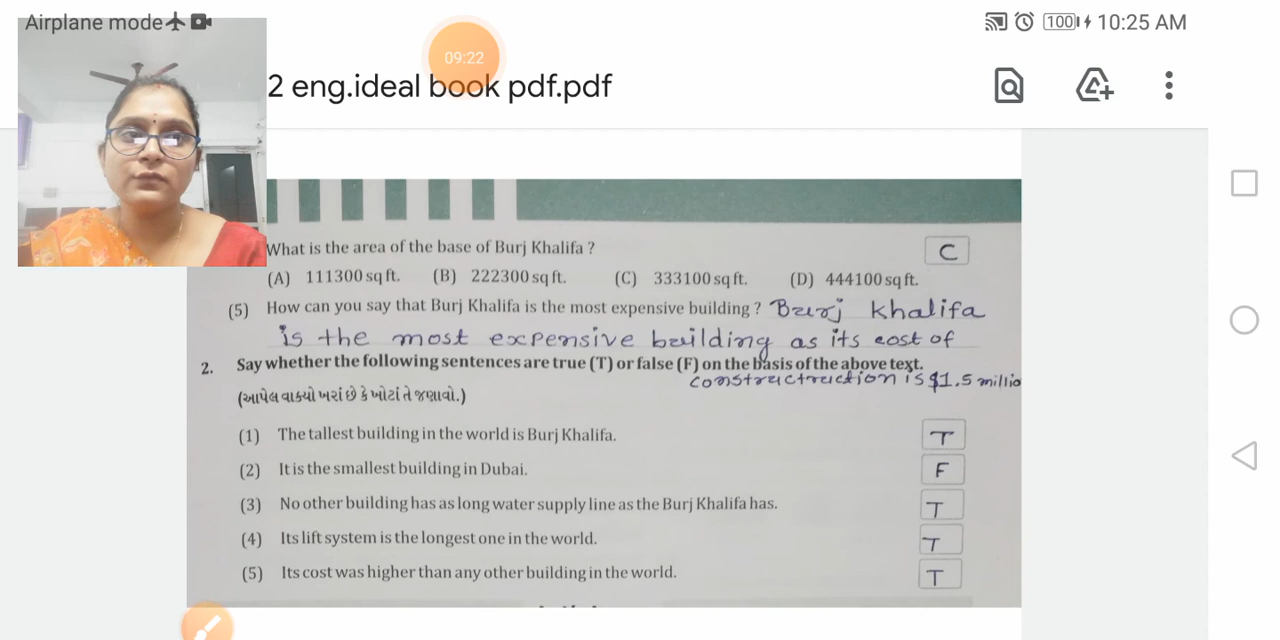 Airplane mode
100 10:25 AM
09:22
2 eng.ideal book pdf.pdf
What is the area of the base of Burj Khalifa ? C
(A) 111300 sq ft. (B) 222300 sq ft. (C) 333100 sq ft. (D) 444100 sq ft.
(5) How can you say that Burj Khalifa is the most expensive building ? Burj Khalifa
is the most expensive building as its cost of
2. Say whether the following sentences are true (T) or false (F) on the basis of the above text.
constructruction is $1.5 millio
(આપેલ વાક્યો ખરાં છે કે ખોટાં તે જણાવો.)
(1) The tallest building in the world is Burj Khalifa. T
(2) It is the smallest building in Dubai. F
(3) No other building has as long water supply line as the Burj Khalifa has. T
(4) Its lift system is the longest one in the world. T
(5) Its cost was higher than any other building in the world. T